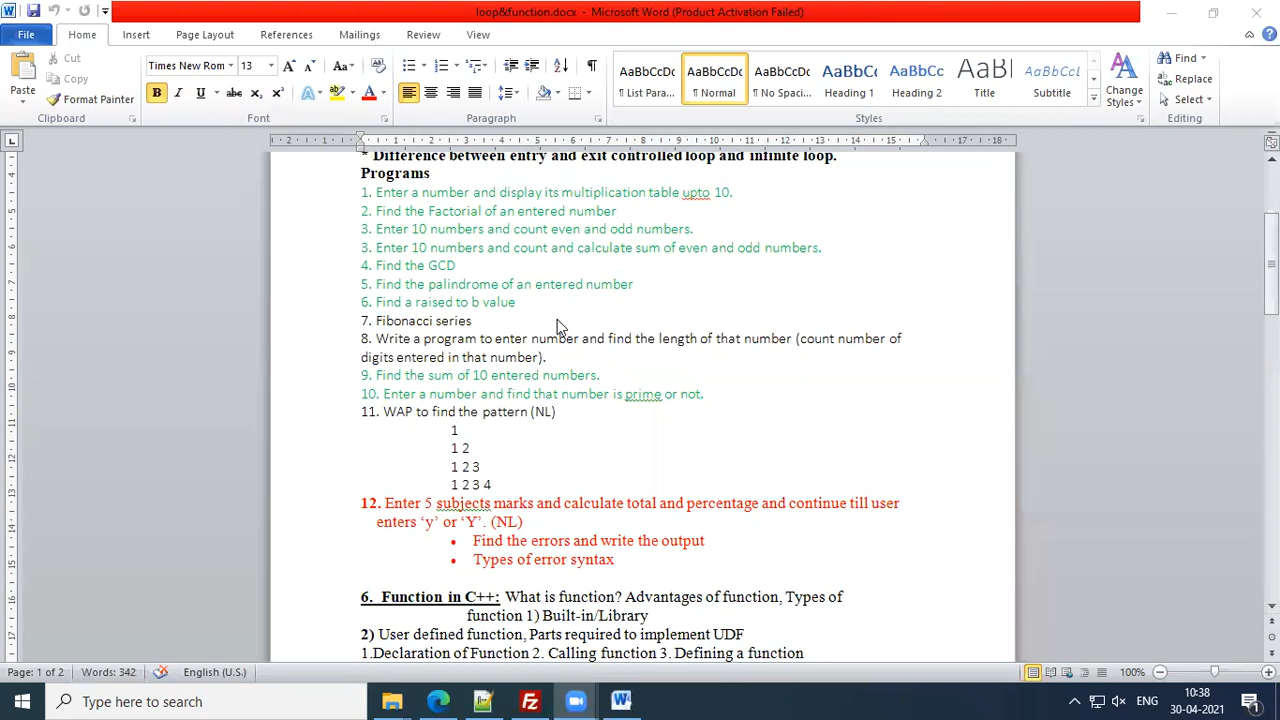 loop&function.docx - Microsoft Word (Product Activation Failed)
File Home Insert Page Layout References Mailings Review View
Paste
Cut
Copy
Format Painter
Clipboard
Times New Rom 13
Font
Paragraph
AaBbCcDc AaBbCcDc AaBbCcDc AaBbCc AaBbCc AaBbCcL
¶ List Para... ¶ Normal ¶ No Spaci... Heading 1 Heading 2 Title Subtitle
Styles
Change
Styles
Find
Replace
Select
Editing
* Difference between entry and exit controlled loop and infinite loop.
Programs
1. Enter a number and display its multiplication table upto 10.
2. Find the Factorial of an entered number
3. Enter 10 numbers and count even and odd numbers.
3. Enter 10 numbers and count and calculate sum of even and odd numbers.
4. Find the GCD
5. Find the palindrome of an entered number
6. Find a raised to b value
7. Fibonacci series
8. Write a program to enter number and find the length of that number (count number of
digits entered in that number).
9. Find the sum of 10 entered numbers.
10. Enter a number and find that number is prime or not.
11. WAP to find the pattern (NL)
1
1 2
1 2 3
1 2 3 4
12. Enter 5 subjects marks and calculate total and percentage and continue till user
enters ‘y’ or ‘Y’. (NL)
• Find the errors and write the output
• Types of error syntax
6. Function in C++: What is function? Advantages of function, Types of
function 1) Built-in/Library
2) User defined function, Parts required to implement UDF
1.Declaration of Function 2. Calling function 3. Defining a function
Page: 1 of 2 Words: 342 English (U.S.) 100%
Type here to search
ENG
10:38
30-04-2021